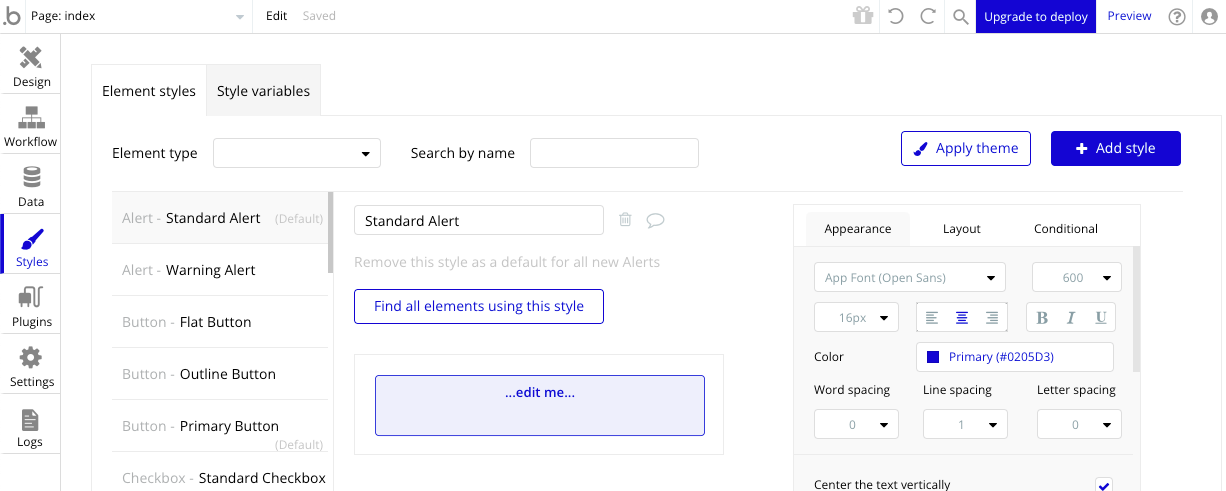 .b Page: index Edit Saved Upgrade to deploy Preview ?
Design
Workflow
Data
Styles
Plugins
Settings
Logs
Element styles Style variables
Element type Search by name Apply theme + Add style
Alert - Standard Alert (Default)
Alert - Warning Alert
Button - Flat Button
Button - Outline Button
Button - Primary Button
(Default)
Checkbox - Standard Checkbox
Standard Alert
Remove this style as a default for all new Alerts
Find all elements using this style
...edit me...
Appearance Layout Conditional
App Font (Open Sans) 600
16px B I U
Color Primary (#0205D3)
Word spacing Line spacing Letter spacing
0 1 0
Center the text vertically